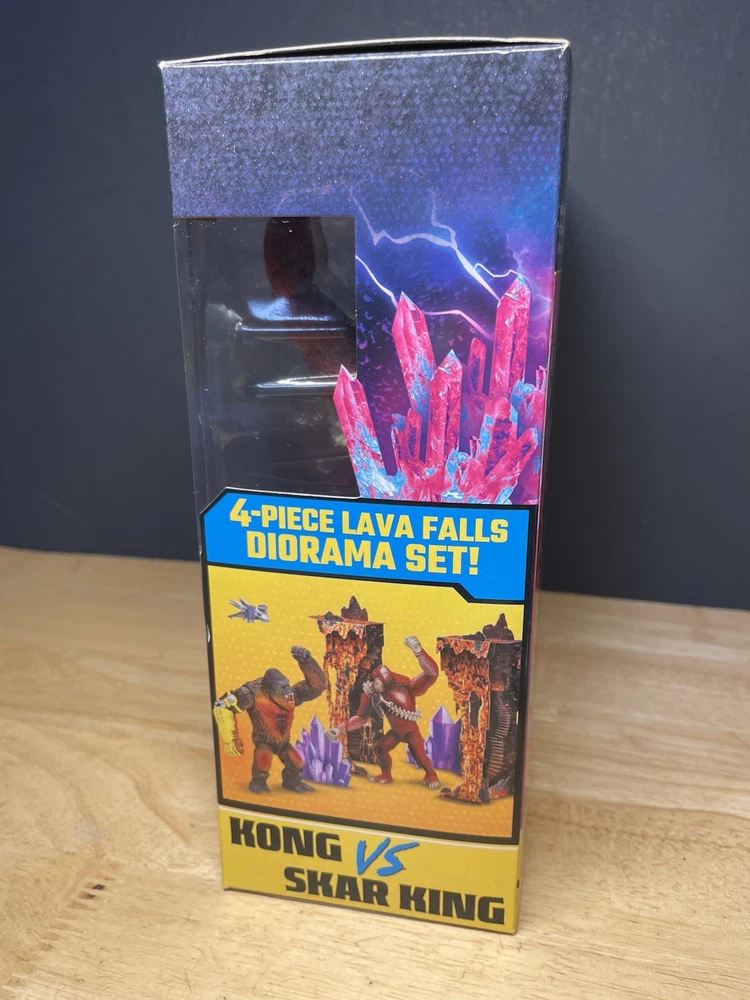 4-PIECE LAVA FALLS
DIORAMA SET!
KONG VS
SKAR KING